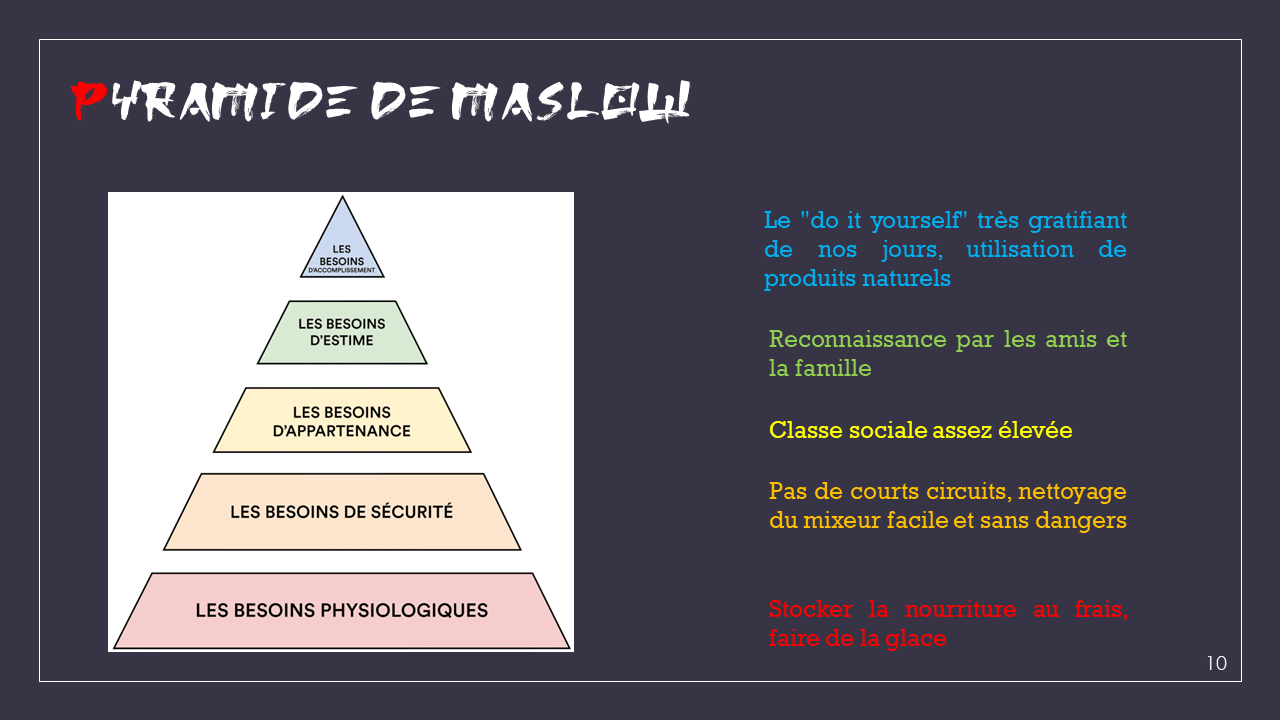 PYRAMIDE DE MASLOW
LES
BESOINS
D'ACCOMPLISSEMENT
LES BESOINS
D'ESTIME
LES BESOINS
D'APPARTENANCE
LES BESOINS DE SÉCURITÉ
LES BESOINS PHYSIOLOGIQUES
Le "do it yourself" très gratifiant
de nos jours, utilisation de
produits naturels
Reconnaissance par les amis et
la famille
Classe sociale assez élevée
Pas de courts circuits, nettoyage
du mixeur facile et sans dangers
Stocker la nourriture au frais,
faire de la glace
10